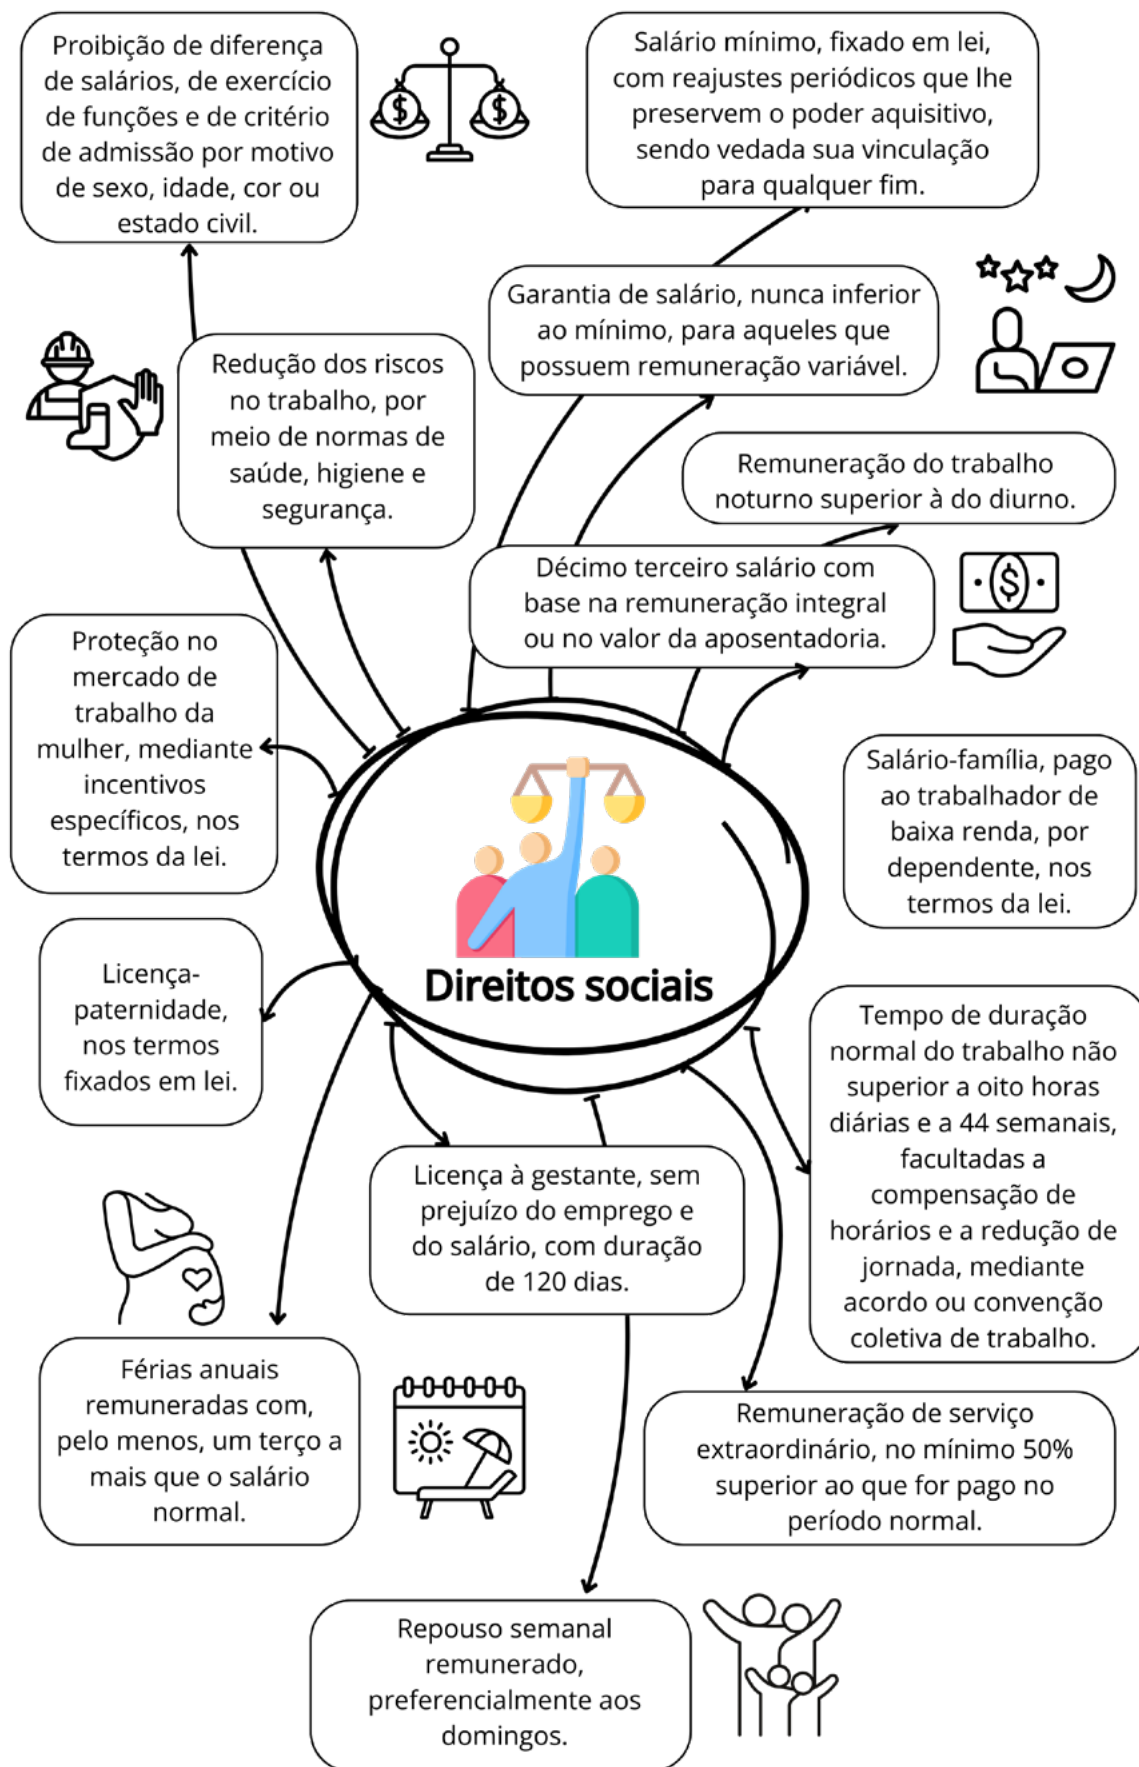 Proibição de diferença
de salários, de exercício
de funções e de critério
de admissão por motivo
de sexo, idade, cor ou
estado civil.
Salário mínimo, fixado em lei,
com reajustes periódicos que lhe
preservem o poder aquisitivo,
sendo vedada sua vinculação
para qualquer fim.
Garantia de salário, nunca inferior
ao mínimo, para aqueles que
possuem remuneração variável.
Redução dos riscos
no trabalho, por
meio de normas de
saúde, higiene e
segurança.
Remuneração do trabalho
noturno superior à do diurno.
Décimo terceiro salário com
base na remuneração integral
ou no valor da aposentadoria.
Proteção no
mercado de
trabalho da
mulher, mediante
incentivos
específicos, nos
termos da lei.
Salário-família, pago
ao trabalhador de
baixa renda, por
dependente, nos
termos da lei.
Direitos sociais
Licença-
paternidade,
nos termos
fixados em lei.
Tempo de duração
normal do trabalho não
superior a oito horas
diárias e a 44 semanais,
facultadas a
compensação de
horários e a redução de
jornada, mediante
acordo ou convenção
coletiva de trabalho.
Licença à gestante, sem
prejuízo do emprego e
do salário, com duração
de 120 dias.
Férias anuais
remuneradas com,
pelo menos, um terço a
mais que o salário
normal.
Remuneração de serviço
extraordinário, no mínimo 50%
superior ao que for pago no
período normal.
Repouso semanal
remunerado,
preferencialmente aos
domingos.